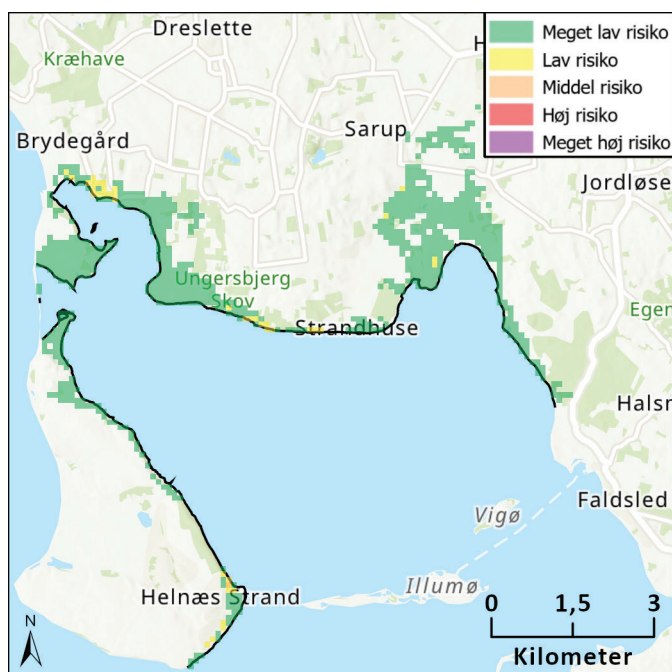 Dreslette
H
Kræhave
Brydegård
Sarup
Jordløse
Ungersbjerg
Skov
Egen
Strandhuse
Halsn
Faldsled
Vigø
Illumø
Helnæs Strand
Meget lav risiko
Lav risiko
Middel risiko
Høj risiko
Meget høj risiko
N
0 1,5 3
Kilometer